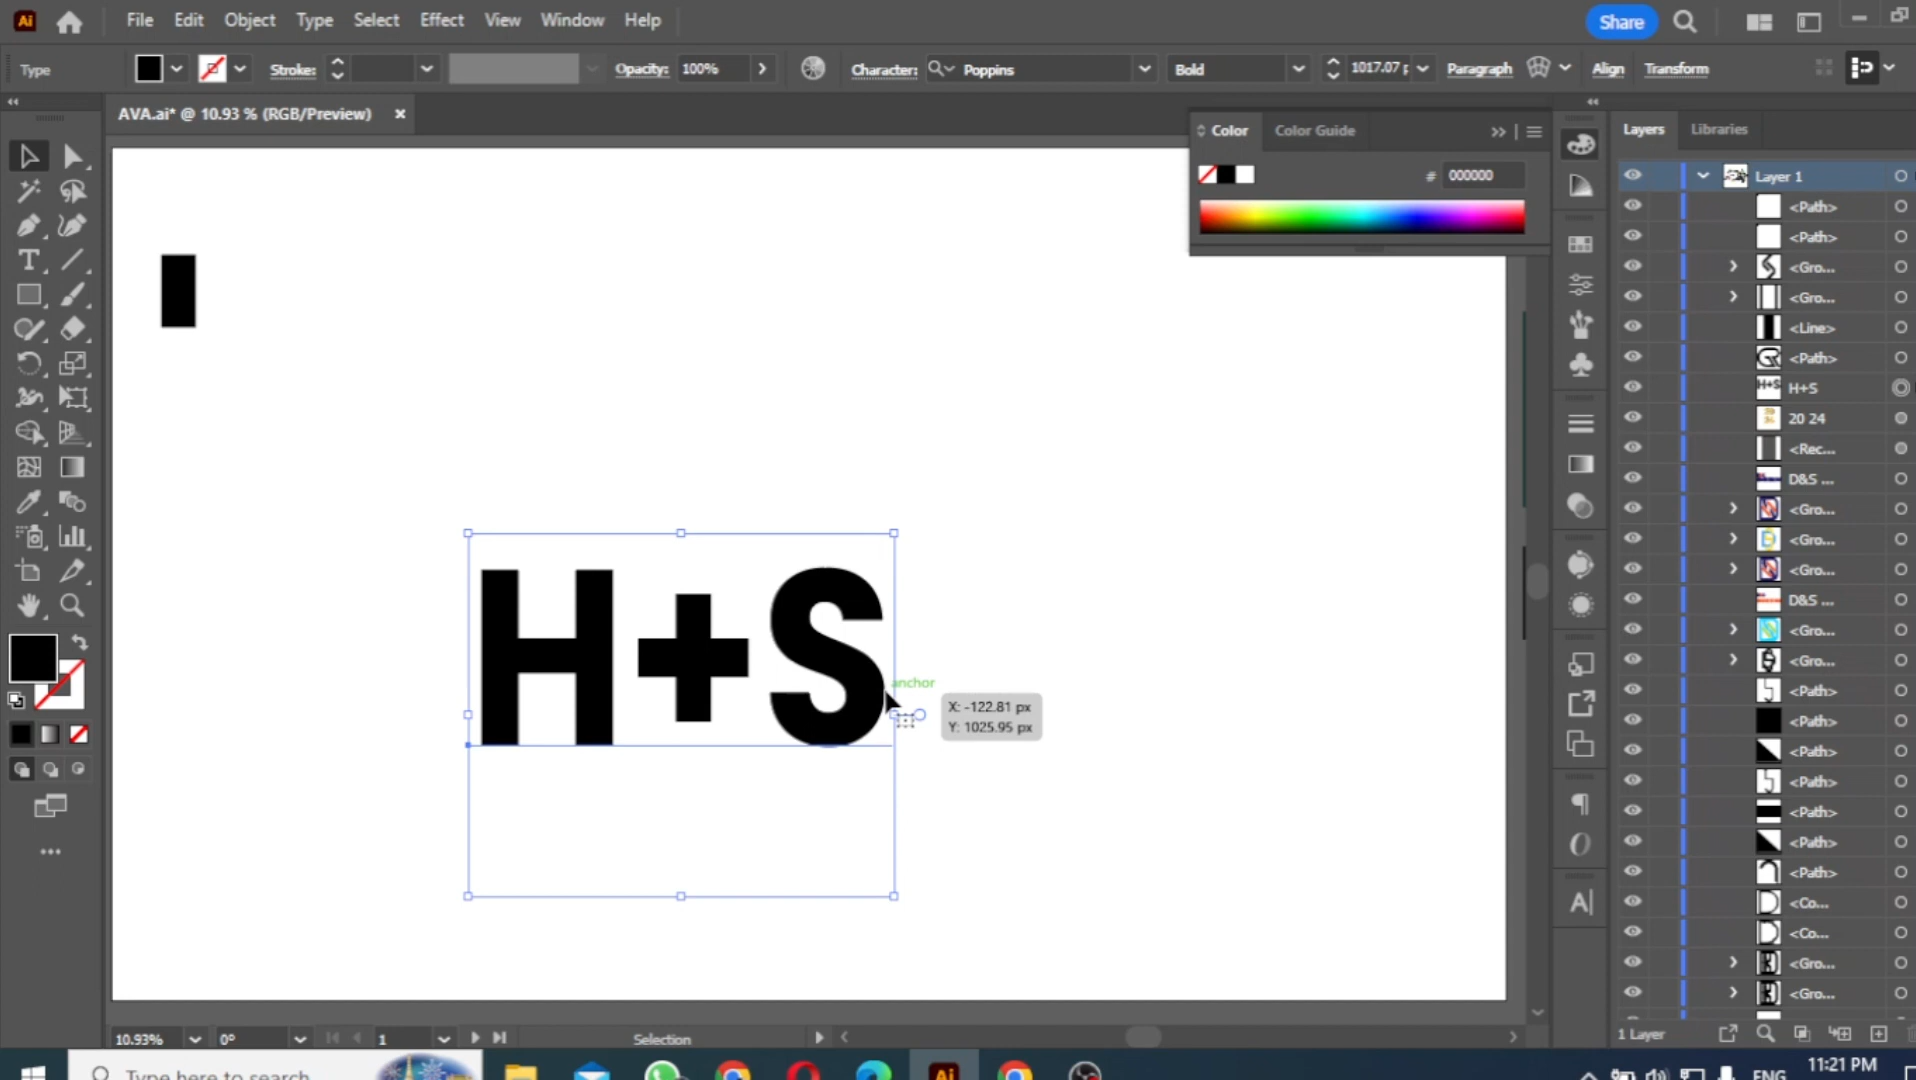 Ai File Edit Object Type Select Effect View Window Help Share
Type Stroke: Opacity: 100% Character: Poppins Bold 1017.07 p Paragraph Align Transform
AVA.ai* @ 10.93 % (RGB/Preview)
Color Color Guide
# 000000
Layers Libraries
Layer 1
<Path>
<Path>
<Gro...
<Gro...
<Line>
<Path>
H+S
20 24
<Rec...
D&S ...
<Gro...
<Gro...
<Gro...
D&S ...
<Gro...
<Gro...
<Path>
<Path>
<Path>
<Path>
<Path>
<Path>
<Path>
<Co...
<Co...
<Gro...
<Gro...
H+S
anchor
X: -122.81 px
Y: 1025.95 px
10.93% 0° 1 Selection
1 Layer
Type here to search
Ai
ENG
11:21 PM